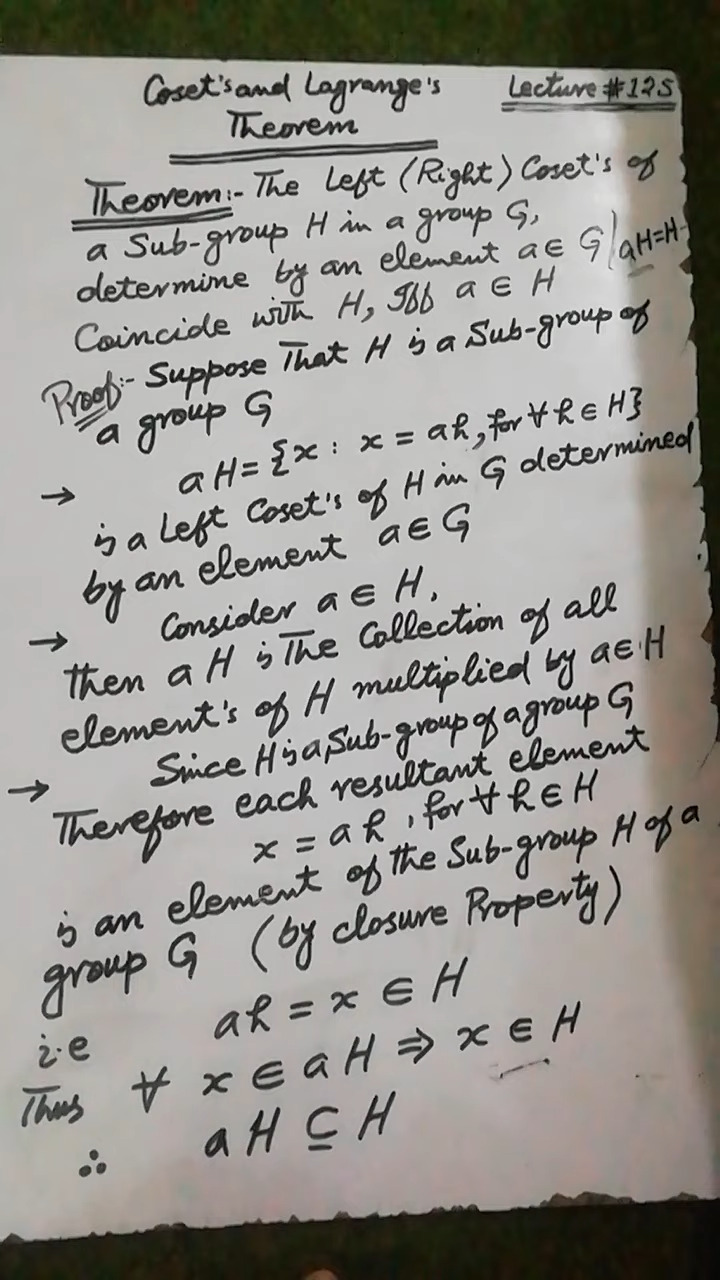 Coset's and Lagrange's Lecture #125
Theorem
Theorem:- The Left (Right) Coset's of
a Sub-group H in a group G,
determine by an element a ∈ G | aH=H
Coincide with H, Iff a ∈ H
Proof:- Suppose That H is a Sub-group of
a group G
→ aH = {x : x = ah, for ∀ h ∈ H}
is a Left Coset's of H in G determined
by an element a ∈ G
→ Consider a ∈ H,
then aH is The Collection of all
element's of H multiplied by a ∈ H
→ Since H is a Sub-group of a group G
Therefore each resultant element
x = ah, for ∀ h ∈ H
is an element of the Sub-group H of a
group G (by closure Property)
i.e ah = x ∈ H
Thus ∀ x ∈ aH ⇒ x ∈ H
∴ aH ⊆ H